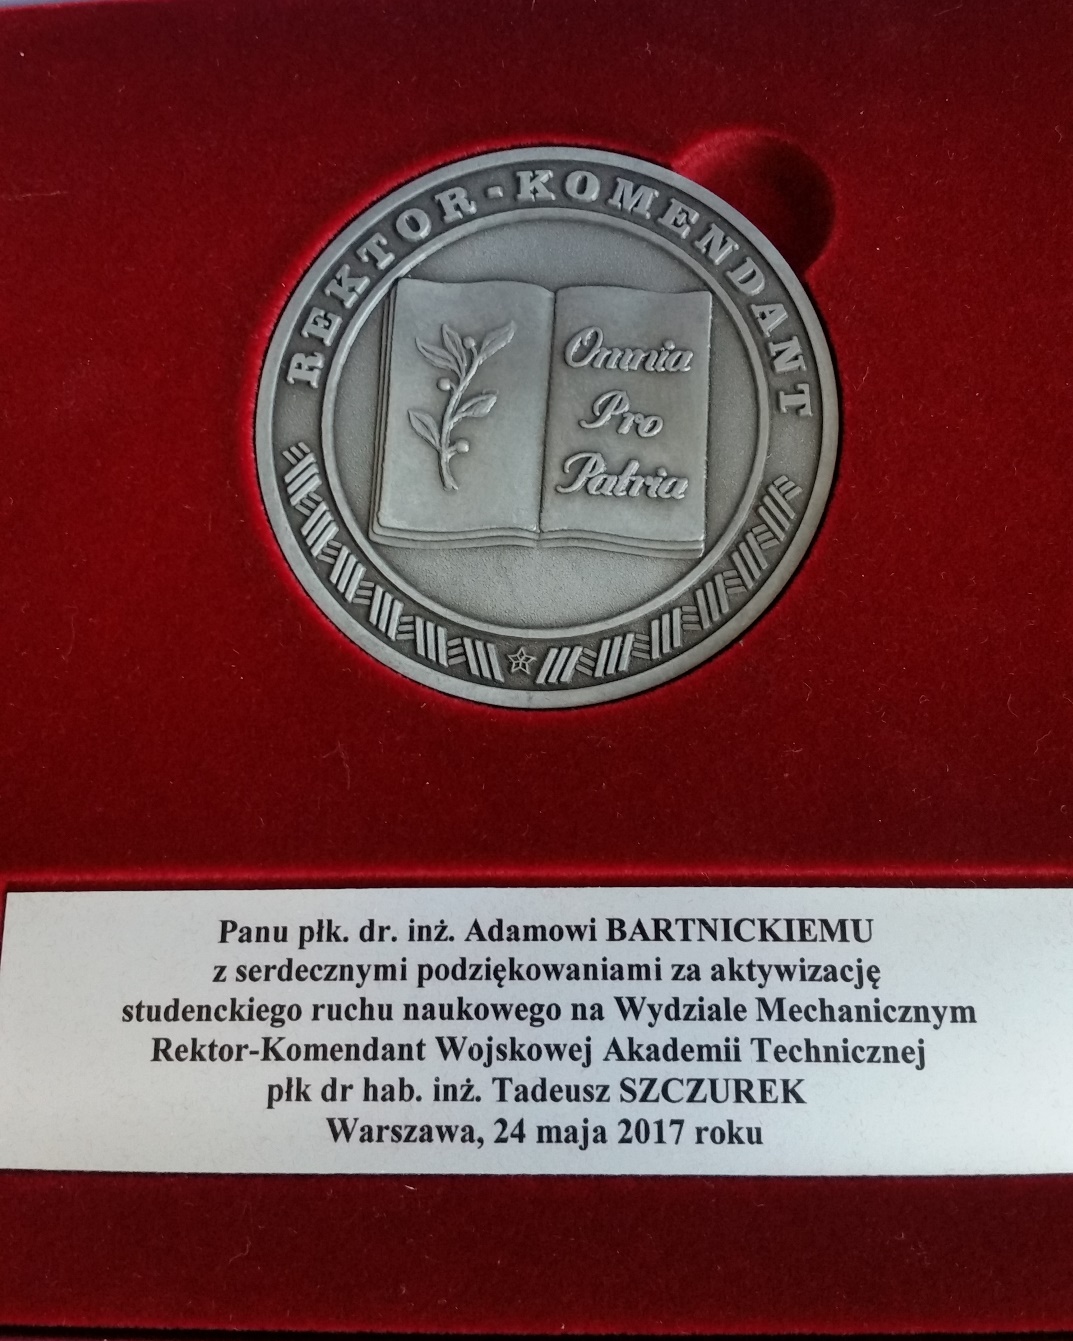 REKTOR-KOMENDANT
Omnia
Pro
Patria
Panu płk. dr. inż. Adamowi BARTNICKIEMU
z serdecznymi podziękowaniami za aktywizację
studenckiego ruchu naukowego na Wydziale Mechanicznym
Rektor-Komendant Wojskowej Akademii Technicznej
płk dr hab. inż. Tadeusz SZCZUREK
Warszawa, 24 maja 2017 roku